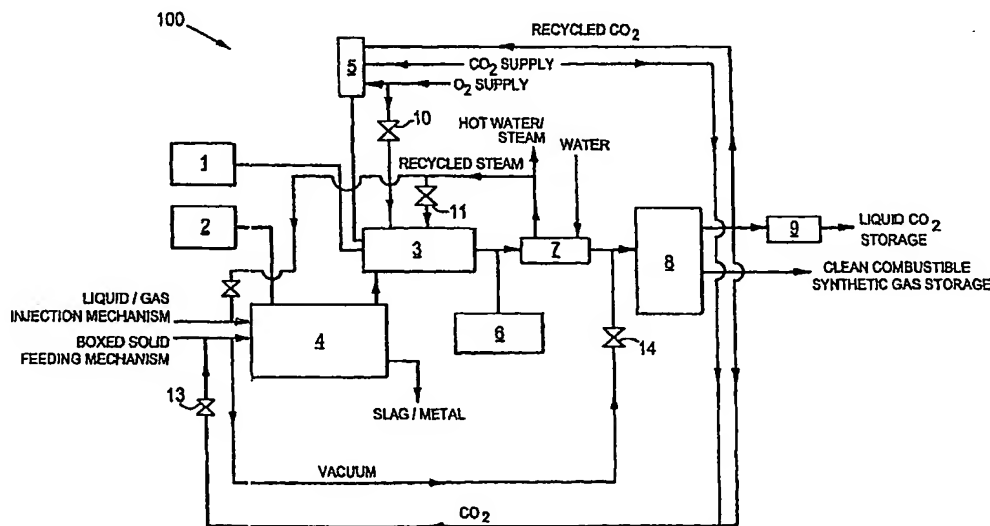 100
RECYCLED CO2
5
CO2 SUPPLY
O2 SUPPLY
10
HOT WATER/
STEAM
WATER
1
RECYCLED STEAM
11
2
3
7
8
9
LIQUID CO2
STORAGE
CLEAN COMBUSTIBLE
SYNTHETIC GAS STORAGE
LIQUID / GAS
INJECTION MECHANISM
BOXED SOLID
FEEDING MECHANISM
4
6
14
13
SLAG / METAL
VACUUM
CO2